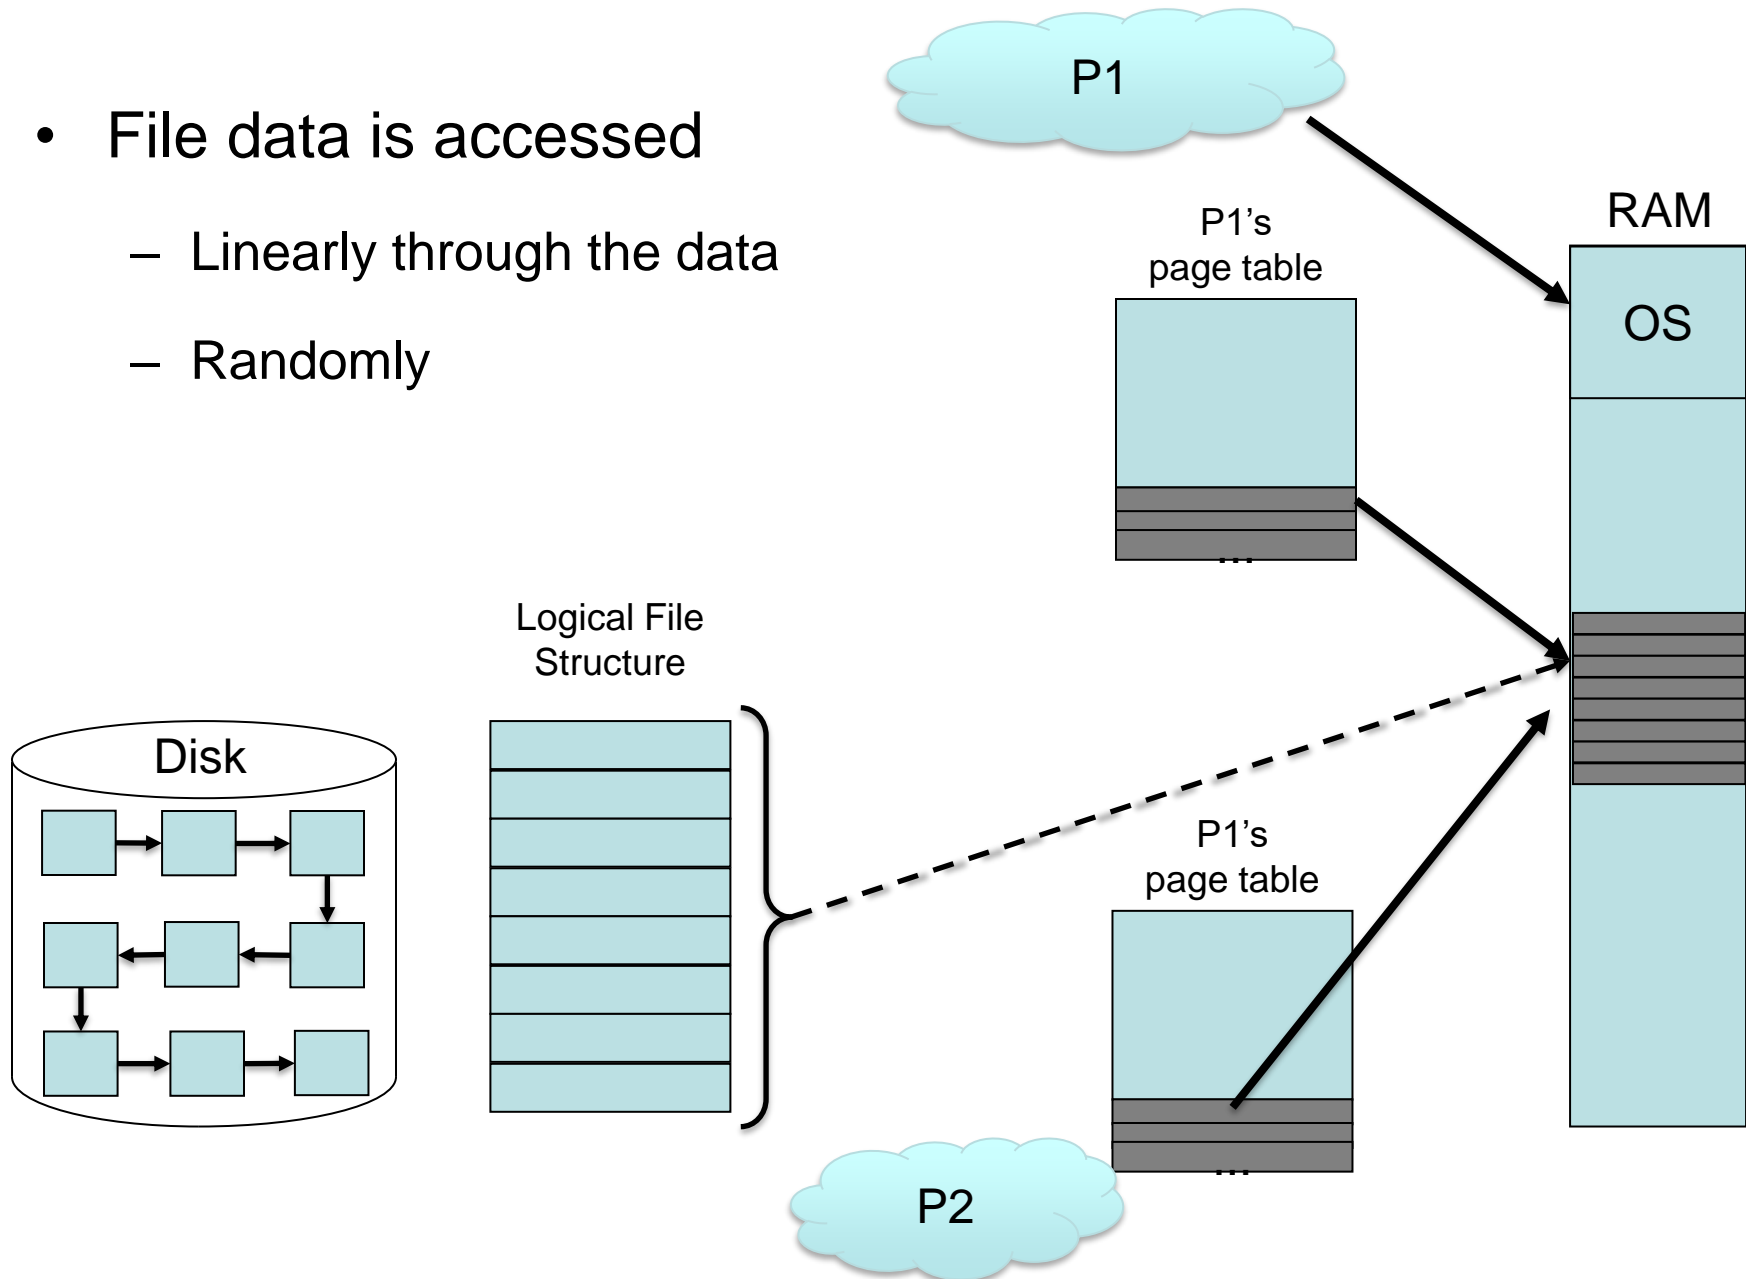 • File data is accessed
– Linearly through the data
– Randomly
P1
P1’s
page table
...
RAM
OS
Logical File
Structure
Disk
P1’s
page table
...
P2